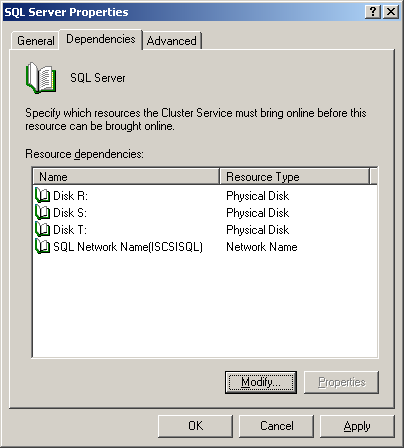 SQL Server Properties
General Dependencies Advanced
SQL Server
Specify which resources the Cluster Service must bring online before this
resource can be brought online.
Resource dependencies:
Name Resource Type
Disk R: Physical Disk
Disk S: Physical Disk
Disk T: Physical Disk
SQL Network Name(ISCSISQL) Network Name
Modify... Properties
OK Cancel Apply